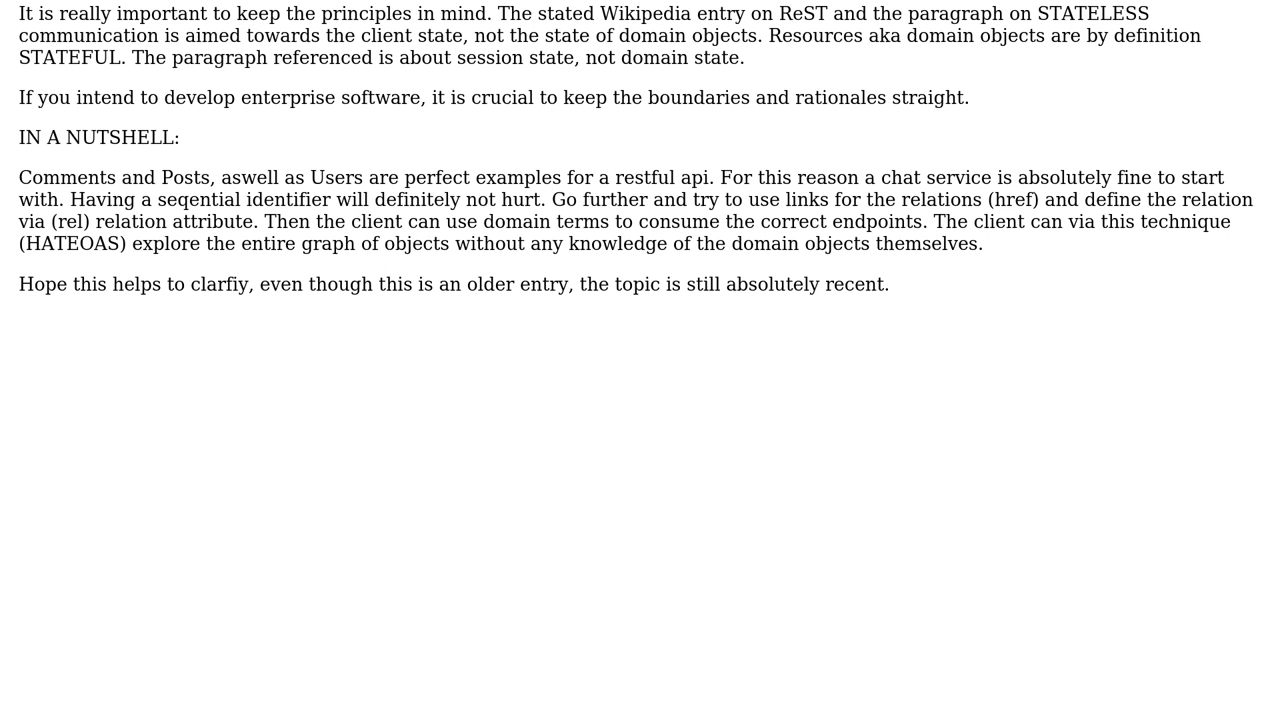 It is really important to keep the principles in mind. The stated Wikipedia entry on ReST and the paragraph on STATELESS
communication is aimed towards the client state, not the state of domain objects. Resources aka domain objects are by definition
STATEFUL. The paragraph referenced is about session state, not domain state.
If you intend to develop enterprise software, it is crucial to keep the boundaries and rationales straight.
IN A NUTSHELL:
Comments and Posts, aswell as Users are perfect examples for a restful api. For this reason a chat service is absolutely fine to start
with. Having a seqential identifier will definitely not hurt. Go further and try to use links for the relations (href) and define the relation
via (rel) relation attribute. Then the client can use domain terms to consume the correct endpoints. The client can via this technique
(HATEOAS) explore the entire graph of objects without any knowledge of the domain objects themselves.
Hope this helps to clarfiy, even though this is an older entry, the topic is still absolutely recent.